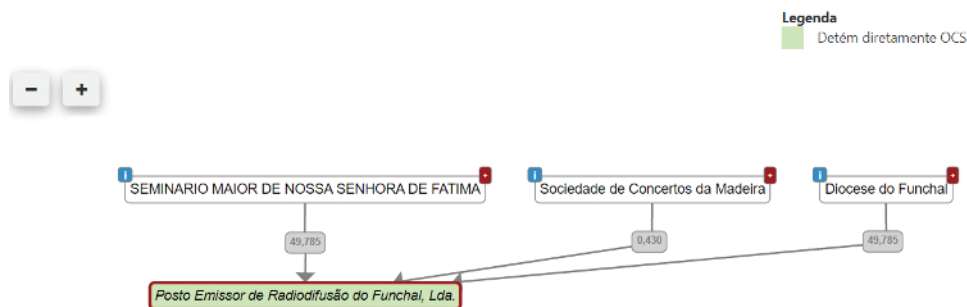 Legenda
Detém diretamente OCS
− +
i + i + i +
SEMINARIO MAIOR DE NOSSA SENHORA DE FATIMA Sociedade de Concertos da Madeira Diocese do Funchal
49,785 0,430 49,785
Posto Emissor de Radiodifusão do Funchal, Lda.